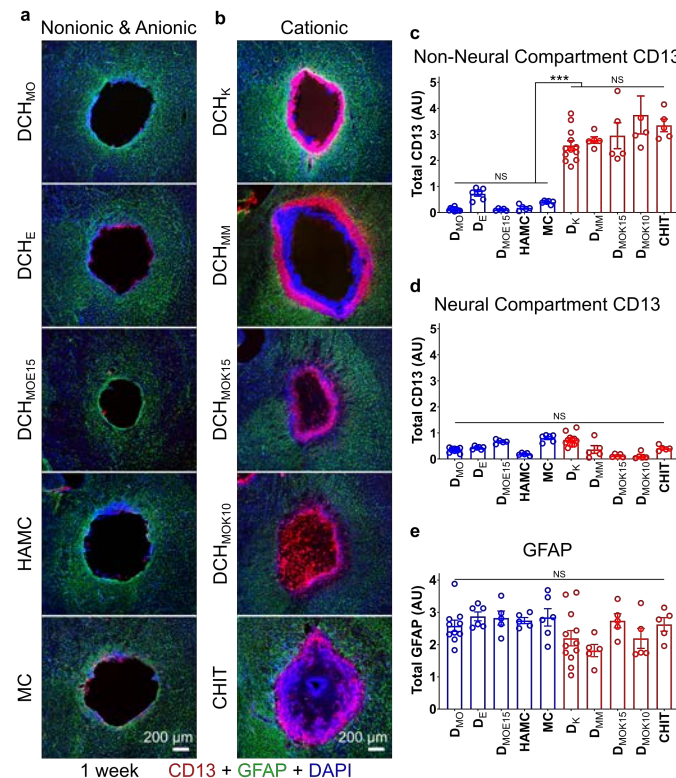 a
Nonionic & Anionic
DCH_MO
DCH_E
DCH_MOE15
HAMC
MC
200 µm
b
Cationic
DCH_K
DCH_MM
DCH_MOK15
DCH_MOK10
CHIT
200 µm
1 week CD13 + GFAP + DAPI
c
Non-Neural Compartment CD13
Total CD13 (AU)
5
4
3
2
1
0
NS
***
NS
D_MO D_E D_MOE15 HAMC MC D_K D_MM D_MOK15 D_MOK10 CHIT
d
Neural Compartment CD13
Total CD13 (AU)
5
4
3
2
1
0
NS
D_MO D_E D_MOE15 HAMC MC D_K D_MM D_MOK15 D_MOK10 CHIT
e
GFAP
Total GFAP (AU)
4
3
2
1
0
NS
D_MO D_E D_MOE15 HAMC MC D_K D_MM D_MOK15 D_MOK10 CHIT